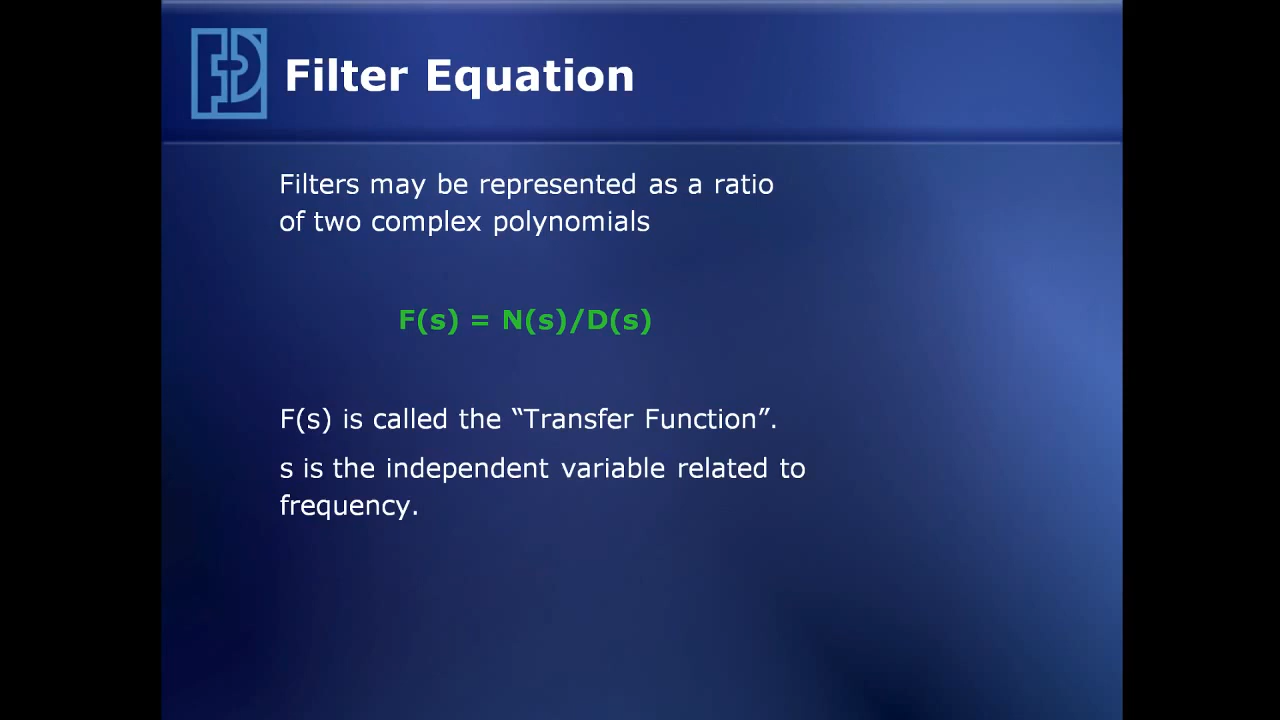 Filter Equation
Filters may be represented as a ratio
of two complex polynomials
F(s) = N(s)/D(s)
F(s) is called the “Transfer Function”.
s is the independent variable related to
frequency.